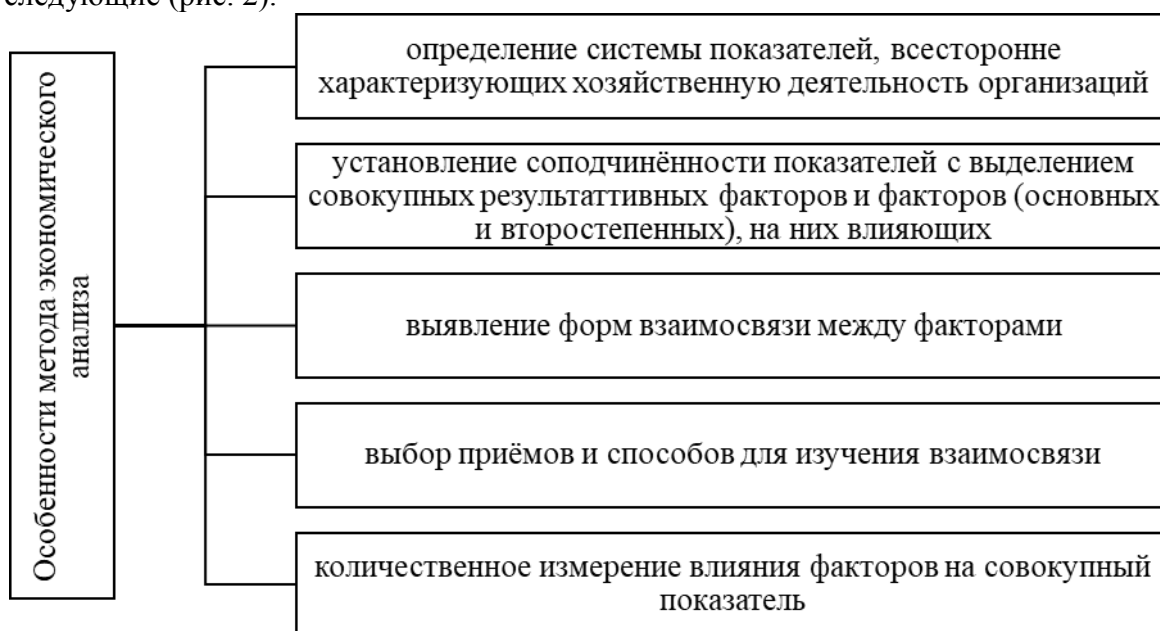 следующие (рис. 2):
Особенности метода экономического
анализа
определение системы показателей, всесторонне
характеризующих хозяйственную деятельность организаций
установление соподчинённости показателей с выделением
совокупных результаттивных факторов и факторов (основных
и второстепенных), на них влияющих
выявление форм взаимосвязи между факторами
выбор приёмов и способов для изучения взаимосвязи
количественное измерение влияния факторов на совокупный
показатель